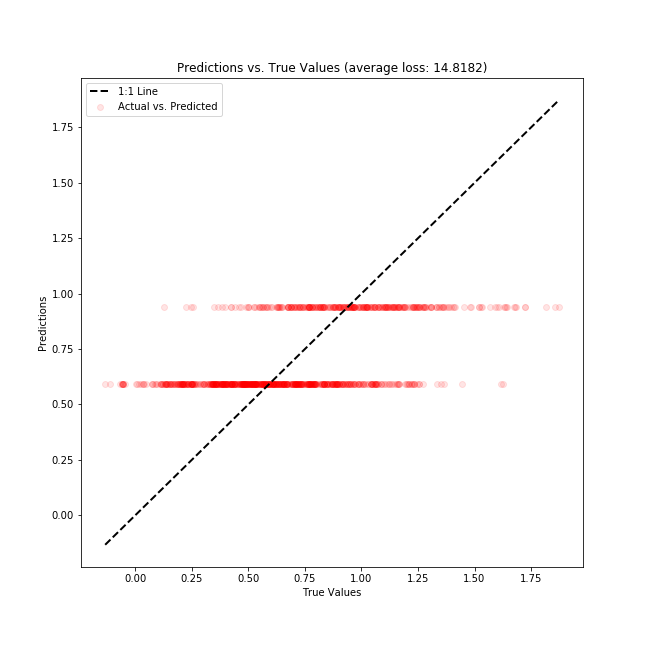 Predictions vs. True Values (average loss: 14.8182)
1:1 Line
Actual vs. Predicted
1.75
1.50
1.25
1.00
0.75
0.50
0.25
0.00
Predictions
0.00 0.25 0.50 0.75 1.00 1.25 1.50 1.75
True Values